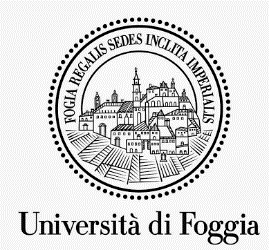 FOGIA REGALIS SEDES INCLITA IMPERIALIS
Università di Foggia